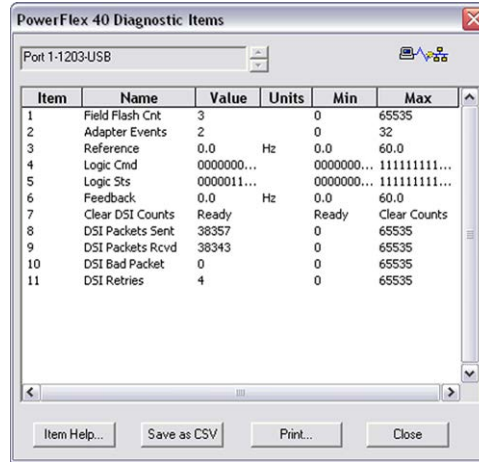 PowerFlex 40 Diagnostic Items
Port 1-1203-USB
Item Name Value Units Min Max
1 Field Flash Cnt 3 0 65535
2 Adapter Events 2 0 32
3 Reference 0.0 Hz 0.0 60.0
4 Logic Cmd 0000000... 0000000... 111111111...
5 Logic Sts 0000011... 0000000... 111111111...
6 Feedback 0.0 Hz 0.0 60.0
7 Clear DSI Counts Ready Ready Clear Counts
8 DSI Packets Sent 38357 0 65535
9 DSI Packets Rcvd 38343 0 65535
10 DSI Bad Packet 0 0 65535
11 DSI Retries 4 0 65535
Item Help... Save as CSV Print... Close